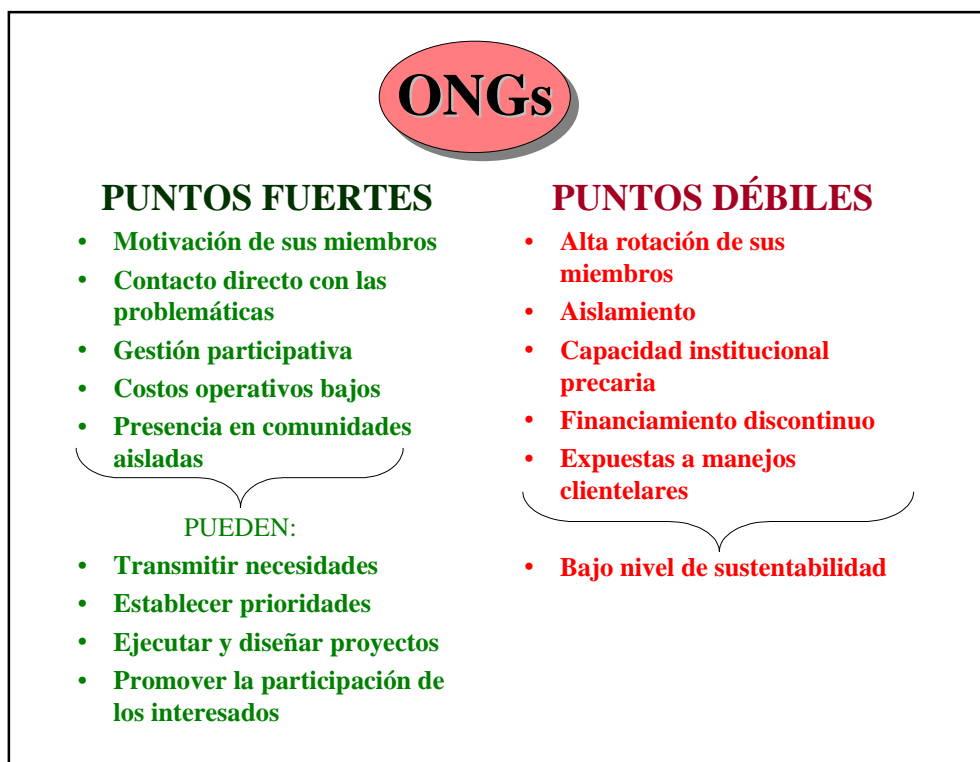 ONGs
PUNTOS FUERTES
• Motivación de sus miembros
• Contacto directo con las
problemáticas
• Gestión participativa
• Costos operativos bajos
• Presencia en comunidades
aisladas
PUEDEN:
• Transmitir necesidades
• Establecer prioridades
• Ejecutar y diseñar proyectos
• Promover la participación de
los interesados
PUNTOS DÉBILES
• Alta rotación de sus
miembros
• Aislamiento
• Capacidad institucional
precaria
• Financiamiento discontinuo
• Expuestas a manejos
clientelares
• Bajo nivel de sustentabilidad